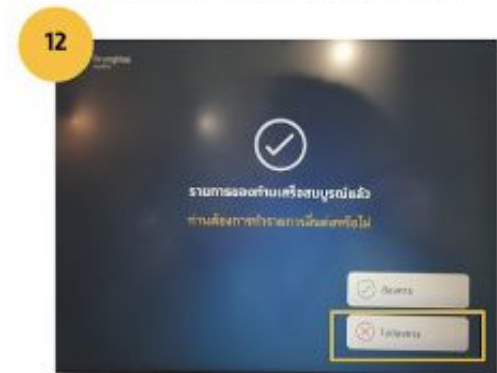 12
รายการของท่านเสร็จสมบูรณ์แล้ว
ท่านต้องการทำรายการอื่นต่อหรือไม่
ต้องการ
ไม่ต้องการ